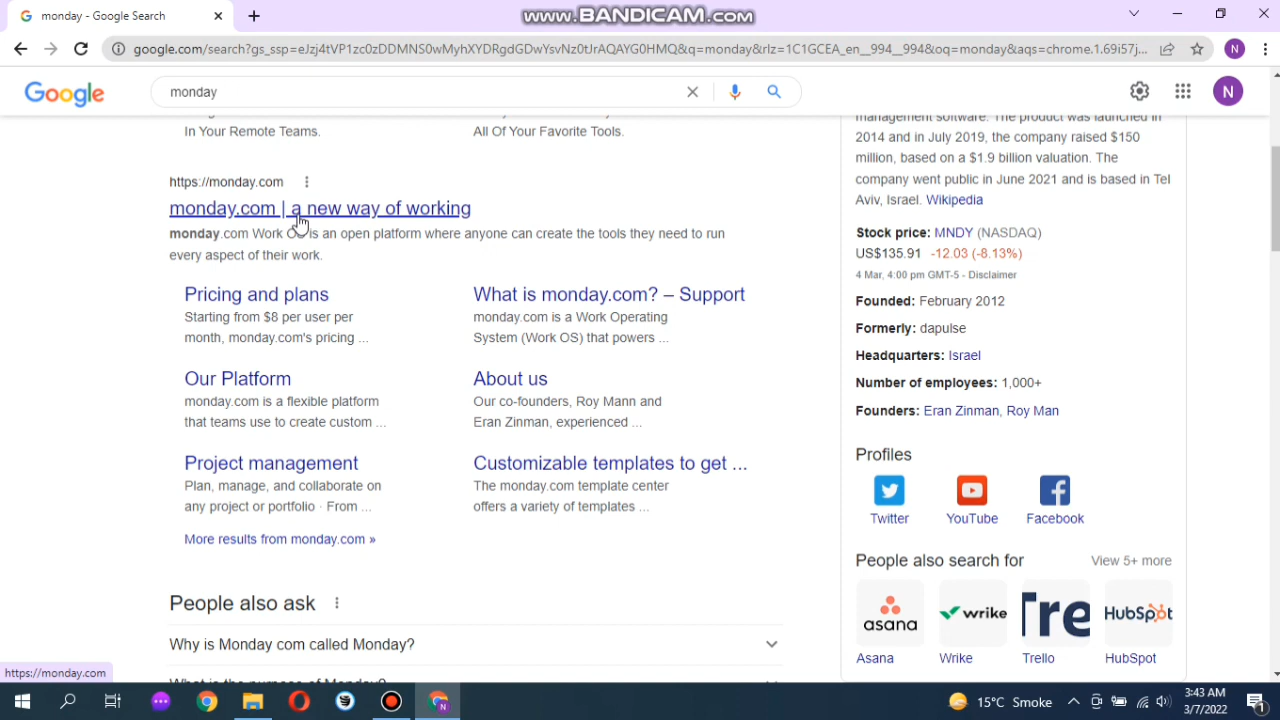 monday - Google Search
www.BANDICAM.com
google.com/search?gs_ssp=eJzj4tVP1zc0zDDMNS0wMyhXYDRgdGDwYsvNz0tJrAQAYG0HMQ&q=monday&rlz=1C1GCEA_en__994__994&oq=monday&aqs=chrome.1.69i57j...
N
Google
monday
N
In Your Remote Teams.
All Of Your Favorite Tools.
https://monday.com
monday.com | a new way of working
monday.com Work OS is an open platform where anyone can create the tools they need to run
every aspect of their work.
Pricing and plans
Starting from $8 per user per
month, monday.com's pricing ...
What is monday.com? – Support
monday.com is a Work Operating
System (Work OS) that powers ...
Our Platform
monday.com is a flexible platform
that teams use to create custom ...
About us
Our co-founders, Roy Mann and
Eran Zinman, experienced ...
Project management
Plan, manage, and collaborate on
any project or portfolio · From ...
Customizable templates to get ...
The monday.com template center
offers a variety of templates ...
More results from monday.com »
People also ask
Why is Monday com called Monday?
What is the purpose of Monday?
management software. The product was launched in
2014 and in July 2019, the company raised $150
million, based on a $1.9 billion valuation. The
company went public in June 2021 and is based in Tel
Aviv, Israel. Wikipedia
Stock price: MNDY (NASDAQ)
US$135.91 -12.03 (-8.13%)
4 Mar, 4:00 pm GMT-5 - Disclaimer
Founded: February 2012
Formerly: dapulse
Headquarters: Israel
Number of employees: 1,000+
Founders: Eran Zinman, Roy Man
Profiles
Twitter
YouTube
Facebook
People also search for
View 5+ more
asana
wrike
Tre
HubSpot
Asana
Wrike
Trello
HubSpot
https://monday.com
N
15°C Smoke
3:43 AM
3/7/2022
1